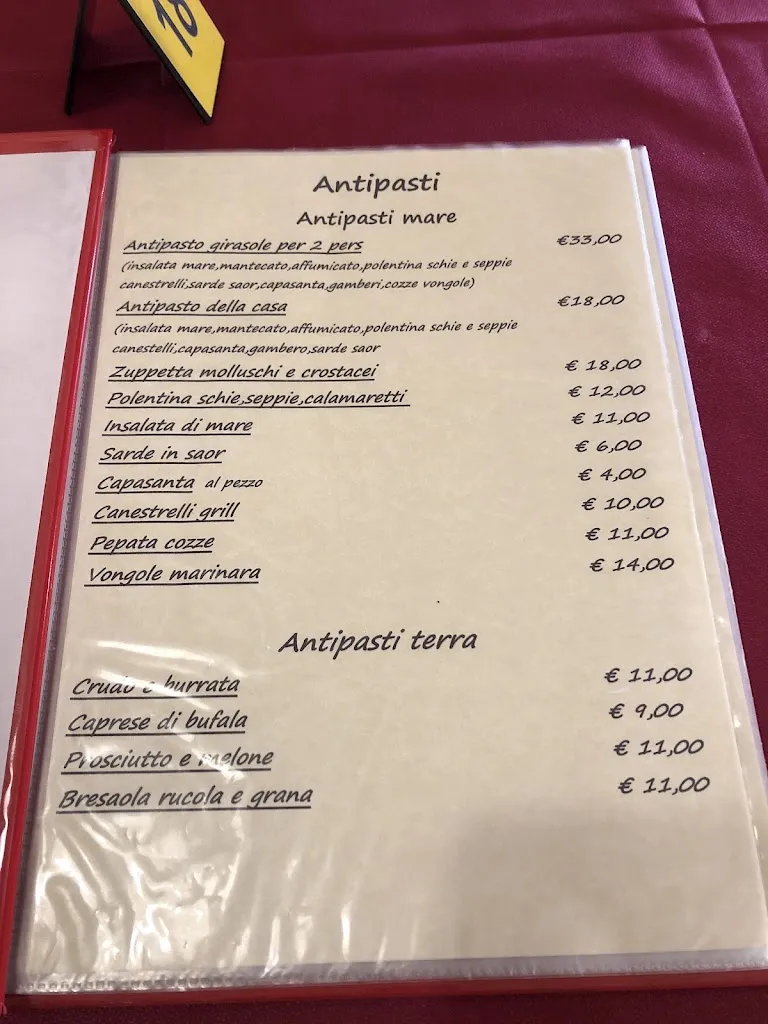 18
Antipasti
Antipasti mare
Antipasto girasole per 2 pers €33,00
(insalata mare,mantecato,affumicato,polentina schie e seppie
canestrelli,sarde saor,capasanta,gamberi,cozze vongole)
Antipasto della casa €18,00
(insalata mare,mantecato,affumicato,polentina schie e seppie
canestelli,capasanta,gambero,sarde saor
Zuppetta molluschi e crostacei € 18,00
Polentina schie,seppie,calamaretti € 12,00
Insalata di mare € 11,00
Sarde in saor € 6,00
Capasanta al pezzo € 4,00
Canestrelli grill € 10,00
Pepata cozze € 11,00
Vongole marinara € 14,00
Antipasti terra
Crudo e burrata € 11,00
Caprese di bufala € 9,00
Prosciutto e melone € 11,00
Bresaola rucola e grana € 11,00